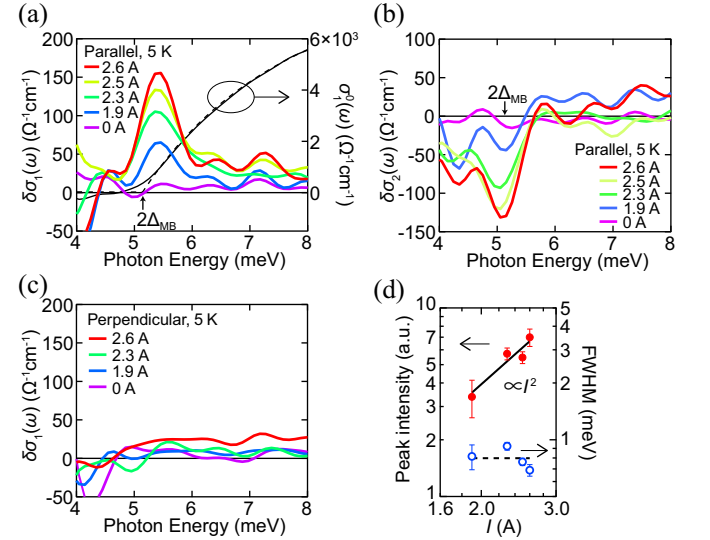 (a)
200
150
100
50
0
-50
δσ₁(ω) (Ω⁻¹cm⁻¹)
Parallel, 5 K
2.6 A
2.5 A
2.3 A
1.9 A
0 A
2Δ_MB
6×10³
4
2
0
σ₁⁰(ω) (Ω⁻¹cm⁻¹)
4 5 6 7 8
Photon Energy (meV)
(b)
100
50
0
-50
-100
-150
δσ₂(ω) (Ω⁻¹cm⁻¹)
2Δ_MB
Parallel, 5 K
2.6 A
2.5 A
2.3 A
1.9 A
0 A
4 5 6 7 8
Photon Energy (meV)
(c)
200
150
100
50
0
-50
δσ₁(ω) (Ω⁻¹cm⁻¹)
Perpendicular, 5 K
2.6 A
2.3 A
1.9 A
0 A
4 5 6 7 8
Photon Energy (meV)
(d)
10
7
5
4
3
2
1
Peak intensity (a.u.)
∝I²
5
4
3
2
1
FWHM (meV)
1.6 2.0 3.0
I (A)